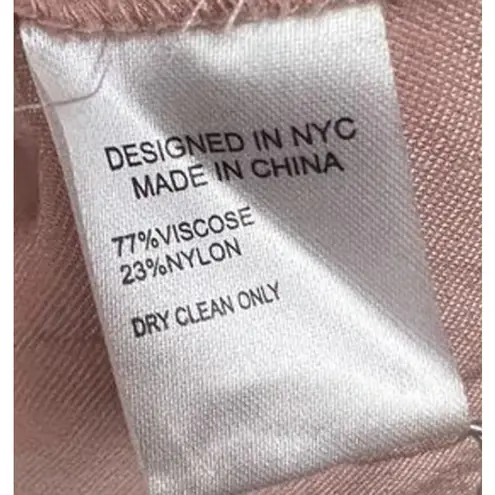 DESIGNED IN NYC
MADE IN CHINA
77%VISCOSE
23%NYLON
DRY CLEAN ONLY